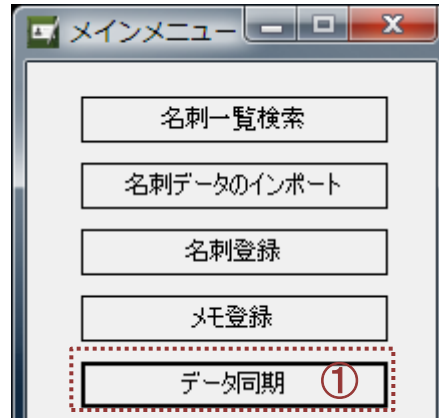 メインメニュー
名刺一覧検索
名刺データのインポート
名刺登録
メモ登録
データ同期 ①